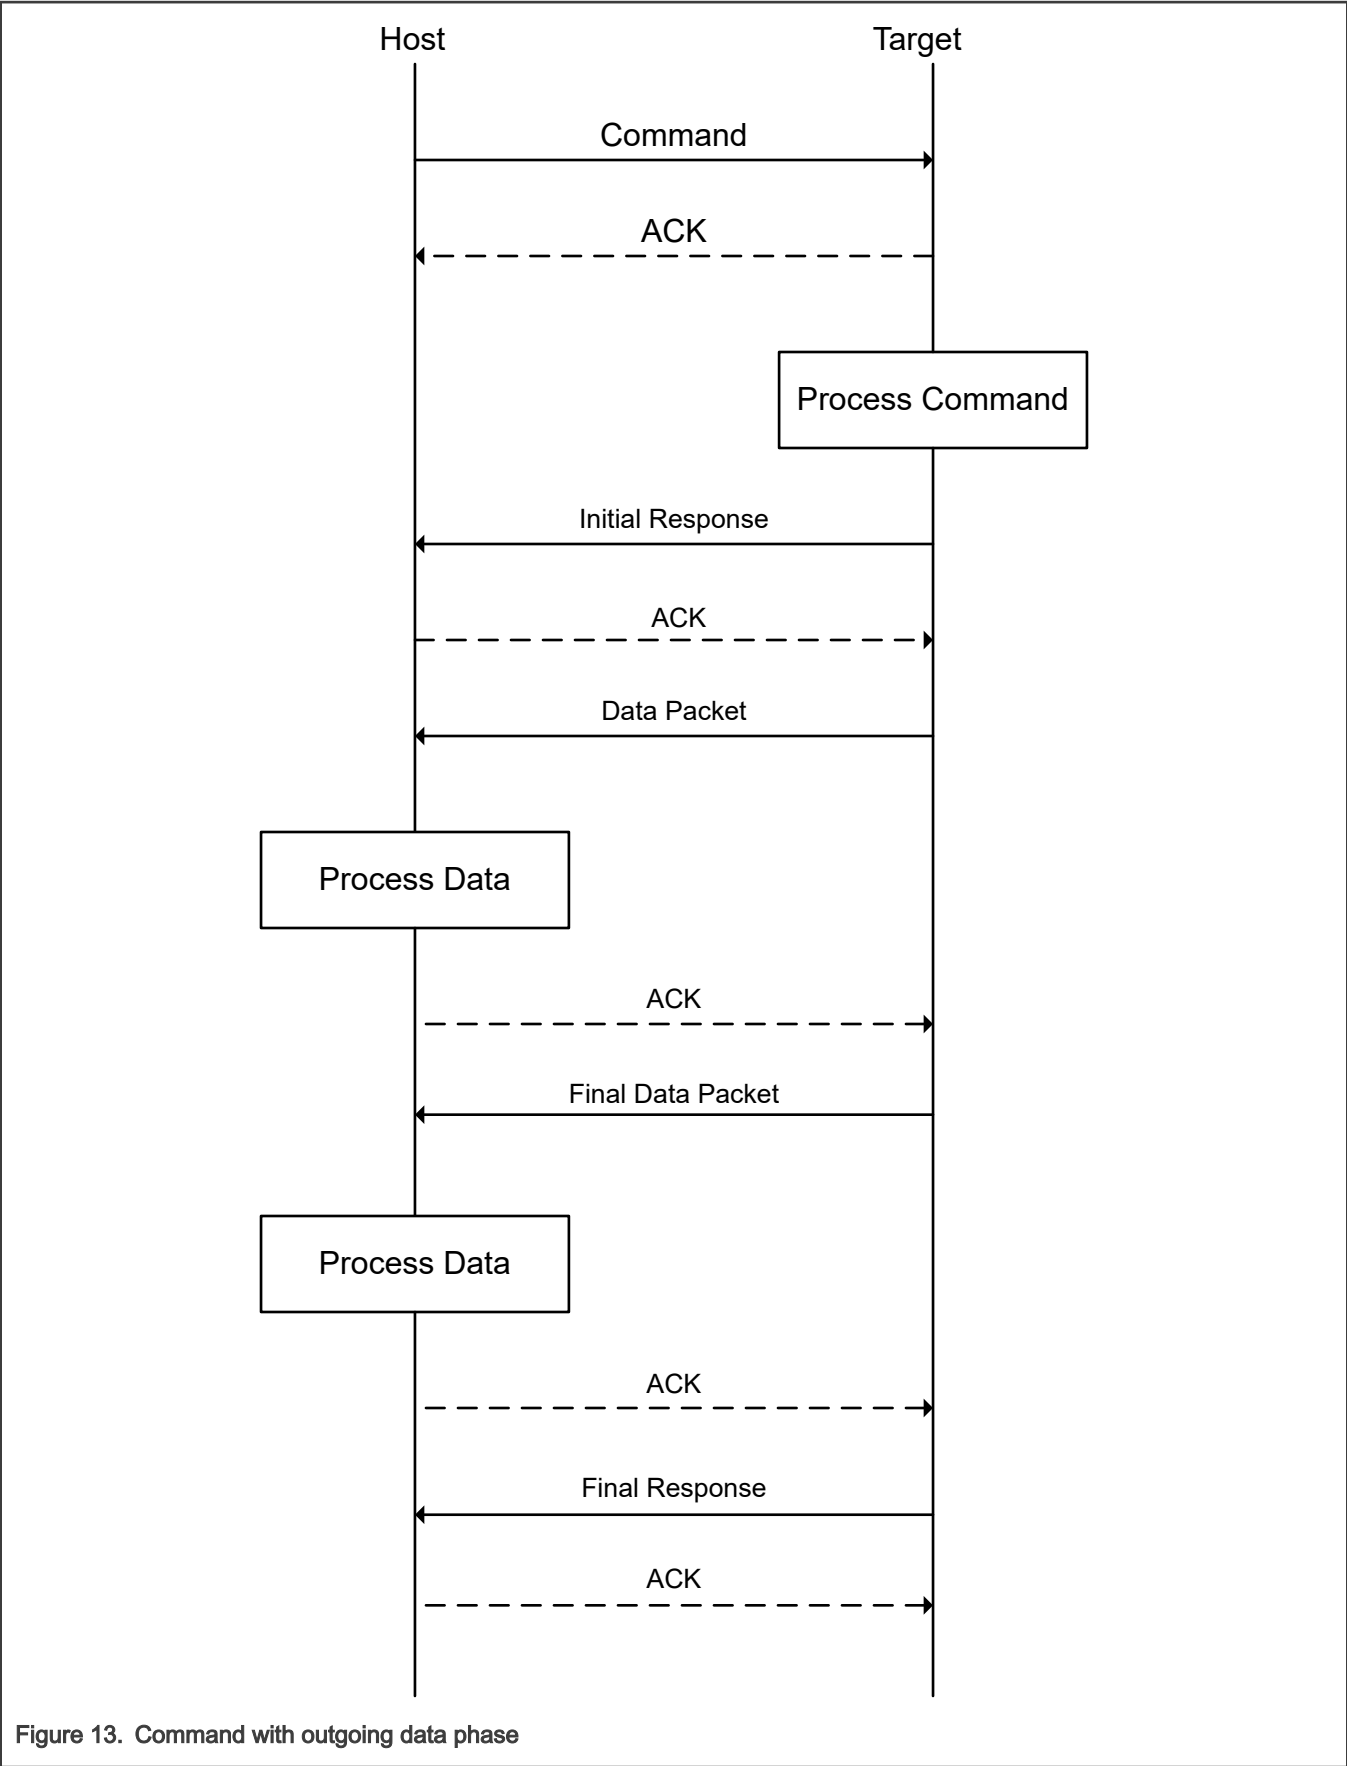 Host Target
Command
ACK
Process Command
Initial Response
ACK
Data Packet
Process Data
ACK
Final Data Packet
Process Data
ACK
Final Response
ACK
Figure 13. Command with outgoing data phase